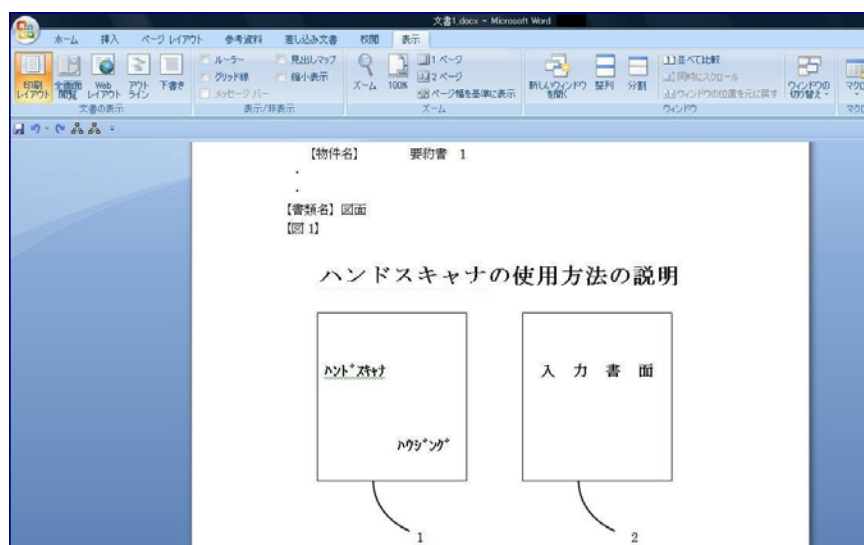 文書1.docx - Microsoft Word
ホーム 挿入 ページ レイアウト 参考資料 差し込み文書 校閲 表示
印刷レイアウト 全画面閲覧 Webレイアウト アウトライン 下書き
文書の表示
ルーラー
グリッド線
メッセージ バー
見出しマップ
縮小表示
表示/非表示
ズーム 100%
1 ページ
2 ページ
ページ幅を基準に表示
ズーム
新しいウィンドウを開く 整列 分割
並べて比較
同時にスクロール
ウィンドウの位置を元に戻す
ウィンドウの切り替え
ウィンドウ
マクロ
マクロ
【物件名】 要約書 1
・
・
【書類名】図面
【図 1】
ハンドスキャナの使用方法の説明
ﾊﾝﾄﾞｽｷｬﾅ
ﾊｳｼﾞﾝｸﾞ
入 力 書 面
1 2